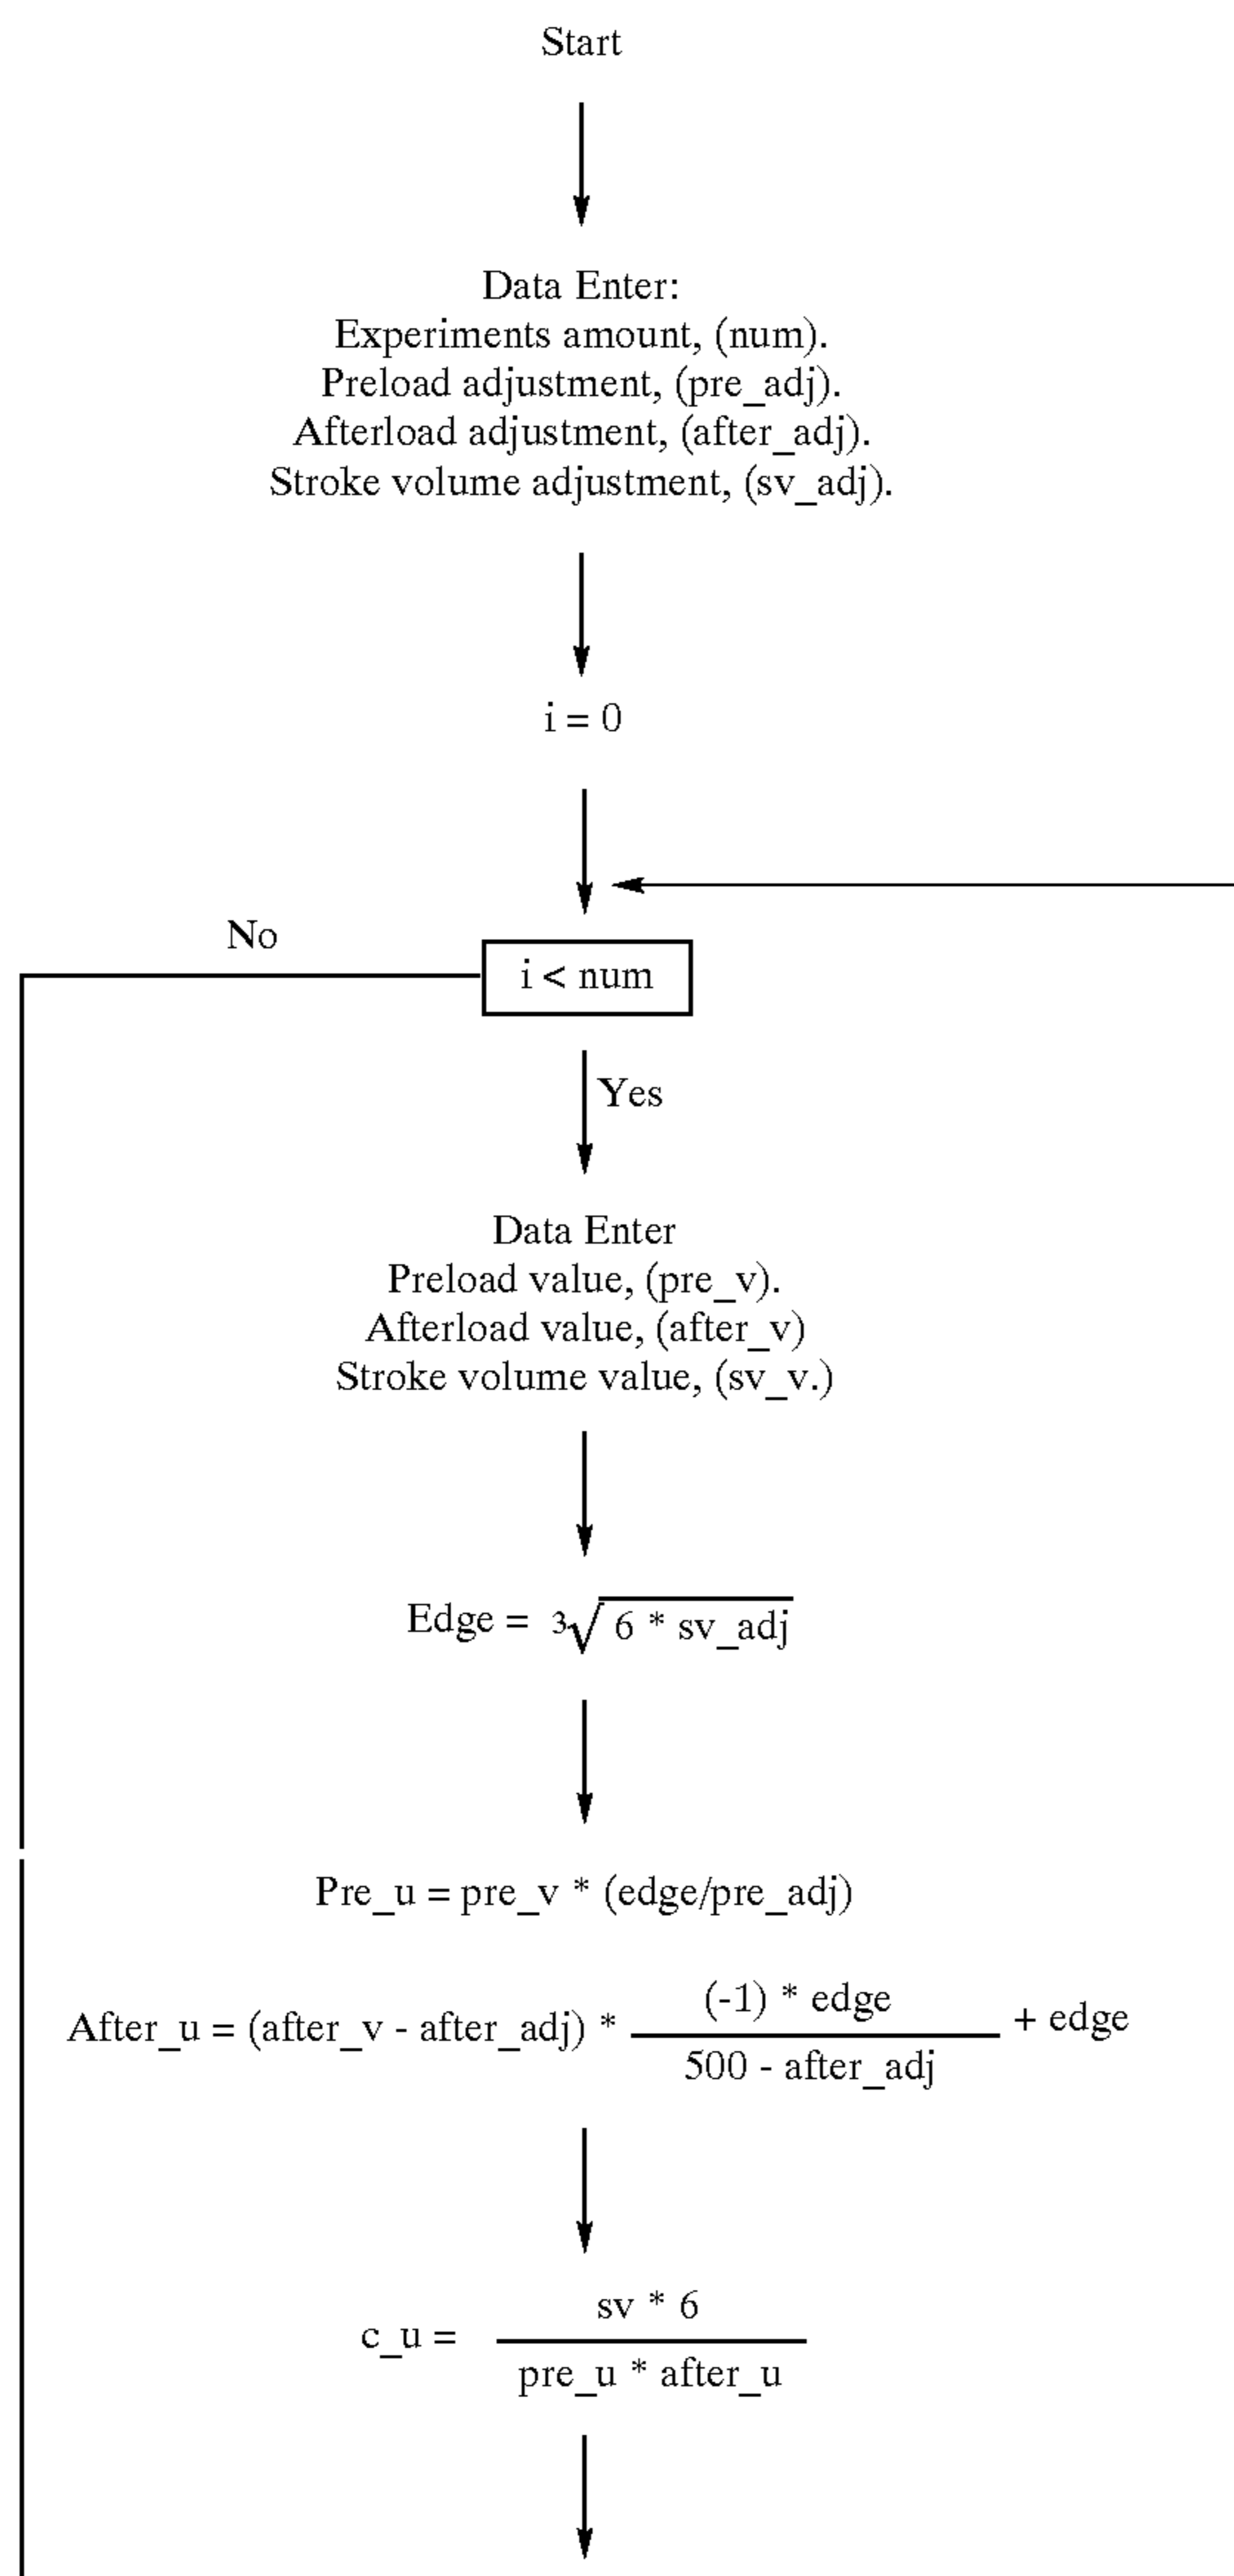 Start
Data Enter:
Experiments amount, (num).
Preload adjustment, (pre_adj).
Afterload adjustment, (after_adj).
Stroke volume adjustment, (sv_adj).
i = 0
No
i < num
Yes
Data Enter
Preload value, (pre_v).
Afterload value, (after_v)
Stroke volume value, (sv_v.)
Edge = 3√ 6 * sv_adj
Pre_u = pre_v * (edge/pre_adj)
(-1) * edge
After_u = (after_v - after_adj) * + edge
500 - after_adj
sv * 6
c_u =
pre_u * after_u